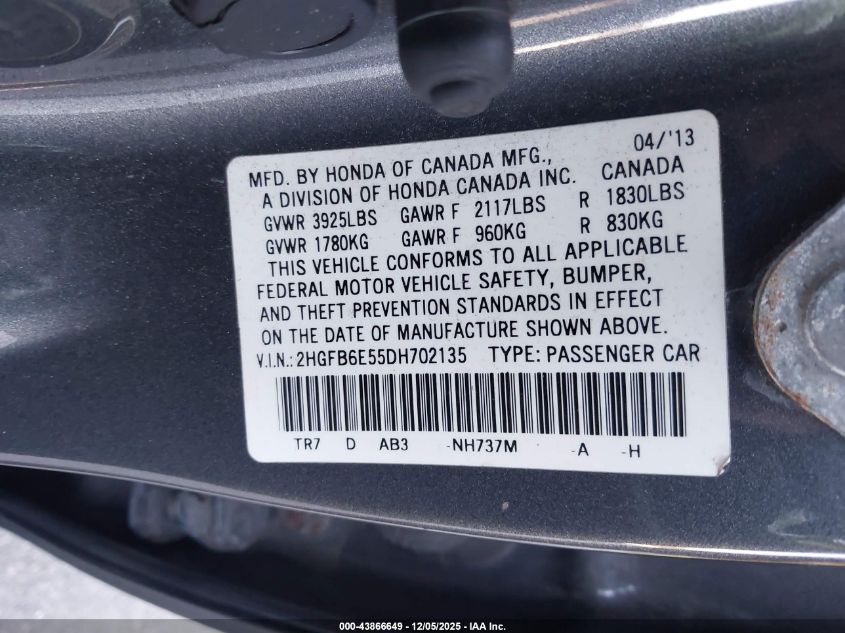 04/'13
MFD. BY HONDA OF CANADA MFG., CANADA
A DIVISION OF HONDA CANADA INC.
GVWR 3925LBS GAWR F 2117LBS R 1830LBS
GVWR 1780KG GAWR F 960KG R 830KG
THIS VEHICLE CONFORMS TO ALL APPLICABLE
FEDERAL MOTOR VEHICLE SAFETY, BUMPER,
AND THEFT PREVENTION STANDARDS IN EFFECT
ON THE DATE OF MANUFACTURE SHOWN ABOVE.
V.I.N.: 2HGFB6E55DH702135 TYPE: PASSENGER CAR
TR7 D AB3 -NH737M -A -H
000-43866649 - 12/05/2025 - IAA Inc.